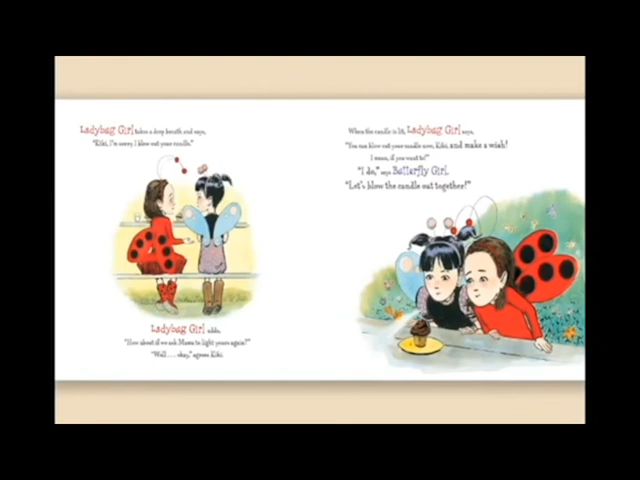 Ladybug Girl takes a deep breath and says,
"Kiki, I'm sorry I blew out your candle."
Ladybug Girl adds,
"How about if we ask Mama to light yours again?"
"Well . . . okay," agrees Kiki.
When the candle is lit, Ladybug Girl says,
"You can blow out your candle now, Kiki, and make a wish!
I mean, if you want to!"
"I do," says Butterfly Girl.
"Let's blow the candle out together!"